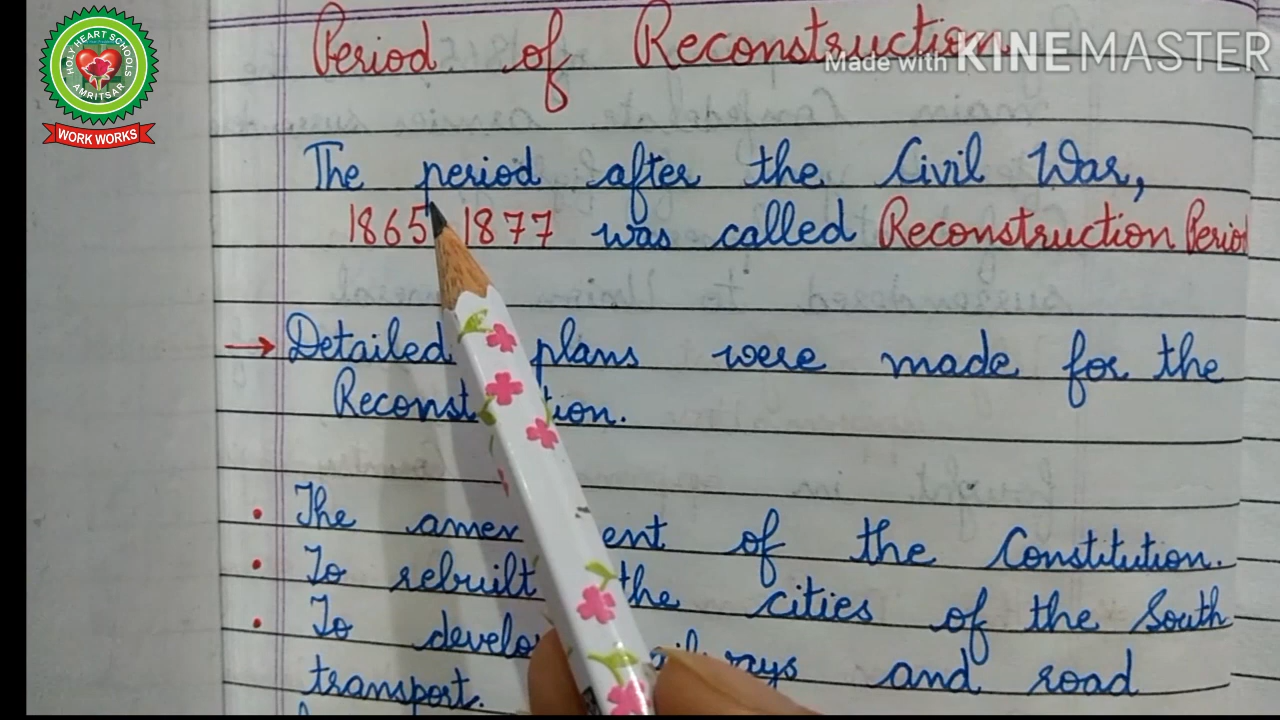 HOLY HEART SCHOOLS
AMRITSAR
WORK WORKS
Made with KINEMASTER
Period of Reconstruction
The period after the Civil War,
1865 1877 was called Reconstruction Period
→ Detailed plans were made for the
Reconst tion.
• The amen ent of the Constitution.
• To rebuilt the cities of the South
• To develo ailways and road
transport.